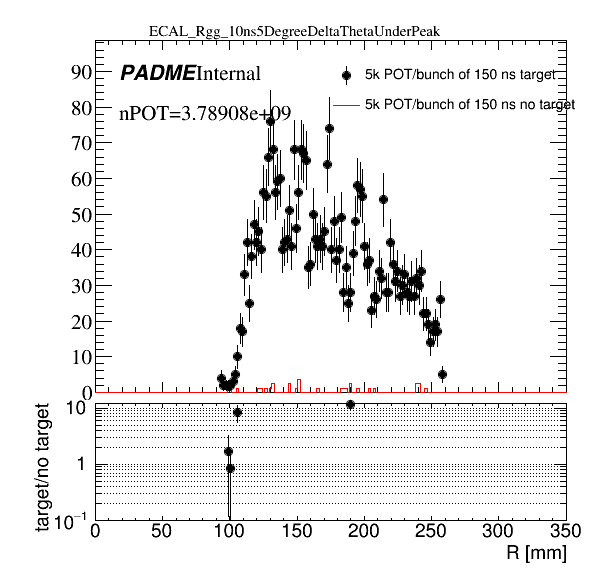 ECAL_Rgg_10ns5DegreeDeltaThetaUnderPeak
PADME Internal
nPOT=3.78908e+09
5k POT/bunch of 150 ns target
5k POT/bunch of 150 ns no target
90
80
70
60
50
40
30
20
10
0
target/no target
10
1
10⁻¹
0 50 100 150 200 250 300 350
R [mm]